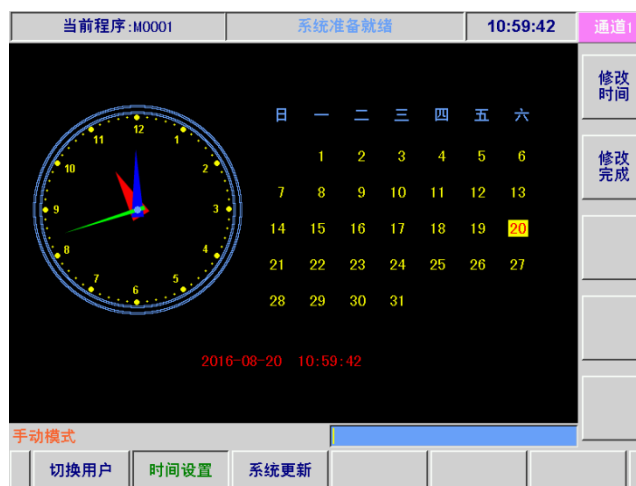 当前程序:M0001 系统准备就绪 10:59:42 通道1
修改
时间
修改
完成
12
11 1
10 2
9 3
8 4
7 5
6
日 一 二 三 四 五 六
1 2 3 4 5 6
7 8 9 10 11 12 13
14 15 16 17 18 19 20
21 22 23 24 25 26 27
28 29 30 31
2016-08-20 10:59:42
手动模式
切换用户 时间设置 系统更新